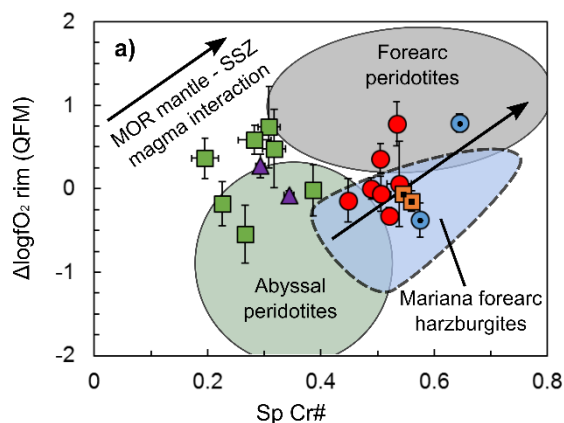 a)
MOR mantle - SSZ
magma interaction
Forearc
peridotites
Abyssal
peridotites
Mariana forearc
harzburgites
ΔlogfO₂ rim (QFM)
2
1
0
-1
-2
0
0.2
0.4
0.6
0.8
Sp Cr#